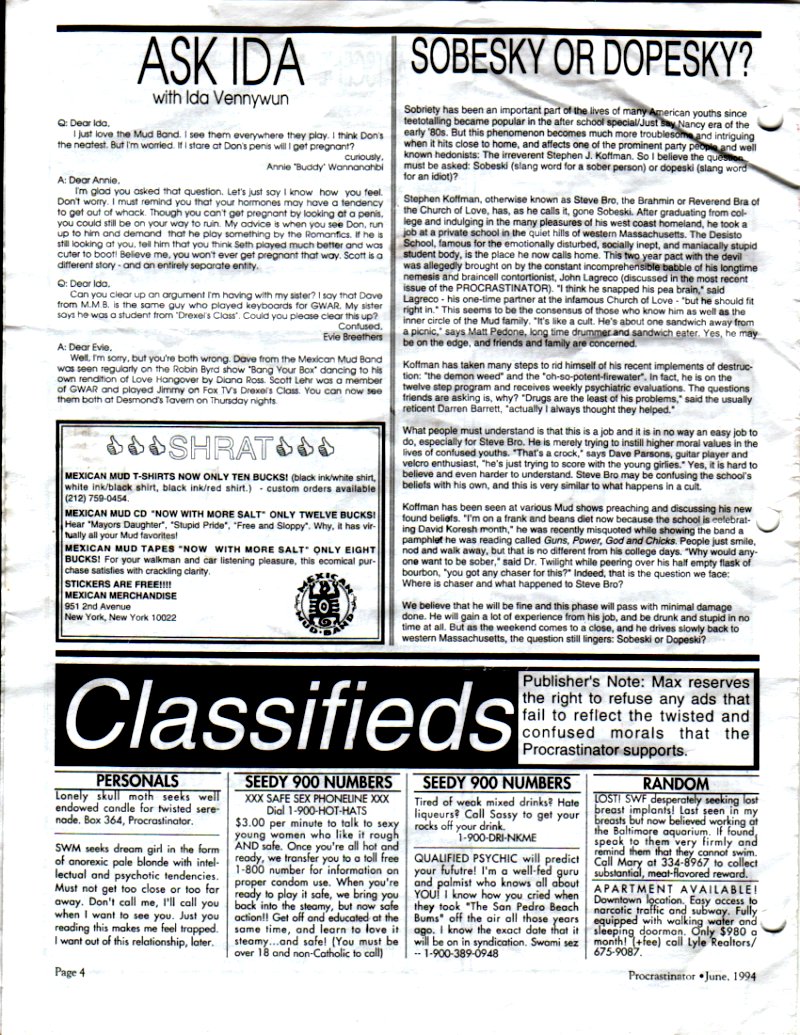 ASK IDA
with Ida Vennywun
Q: Dear Ida,
I just love the Mud Band. I see them everywhere they play. I think Don's
the neatest. But I'm worried. If I stare at Don's penis will I get pregnant?
curiously,
Annie "Buddy" Wannanahbi
A: Dear Annie,
I'm glad you asked that question. Let's just say I know how you feel.
Don't worry. I must remind you that your hormones may have a tendency
to get out of whack. Though you can't get pregnant by looking at a penis,
you could still be on your way to ruin. My advice is when you see Don, run
up to him and demand that he play something by the Romantics. If he is
still looking at you, tell him that you think Seth played much better and was
cuter to boot! Believe me, you won't ever get pregnant that way. Scott is a
different story - and an entirely separate entity.
Q: Dear Ida,
Can you clear up an argument I'm having with my sister? I say that Dave
from M.M.B. is the same guy who played keyboards for GWAR. My sister
says he was a student from "Drexel's Class". Could you please clear this up?
Confused,
Evie Breethers
A: Dear Evie,
Well, I'm sorry, but you're both wrong. Dave from the Mexican Mud Band
was seen regularly on the Robin Byrd show "Bang Your Box" dancing to his
own rendition of Love Hangover by Diana Ross. Scott Lehr was a member
of GWAR and played Jimmy on Fox TV's Drexel's Class. You can now see
them both at Desmond's Tavern on Thursday nights.
SHRAT
MEXICAN MUD T-SHIRTS NOW ONLY TEN BUCKS! (black ink/white shirt,
white ink/black shirt, black ink/red shirt.) - custom orders available
(212) 759-0454.
MEXICAN MUD CD "NOW WITH MORE SALT" ONLY TWELVE BUCKS!
Hear "Mayors Daughter", "Stupid Pride", "Free and Sloppy". Why, it has vir-
tually all your Mud favorites!
MEXICAN MUD TAPES "NOW WITH MORE SALT" ONLY EIGHT
BUCKS! For your walkman and car listening pleasure, this ecomical pur-
chase satisfies with crackling clarity.
STICKERS ARE FREE!!!!
MEXICAN MERCHANDISE
951 2nd Avenue
New York, New York 10022
MEXICAN
MUD BAND
SOBESKY OR DOPESKY?
Sobriety has been an important part of the lives of many American youths since
teetotalling became popular in the after school special/Just say Nancy era of the
early '80s. But this phenomenon becomes much more troublesome and intriguing
when it hits close to home, and affects one of the prominent party people and well
known hedonists: The irreverent Stephen J. Koffman. So I believe the question
must be asked: Sobeski (slang word for a sober person) or dopeski (slang word
for an idiot)?
Stephen Koffman, otherwise known as Steve Bro, the Brahmin or Reverend Bra of
the Church of Love, has, as he calls it, gone Sobeski. After graduating from col-
lege and indulging in the many pleasures of his west coast homeland, he took a
job at a private school in the quiet hills of western Massachusetts. The Desisto
School, famous for the emotionally disturbed, socially inept, and maniacally stupid
student body, is the place he now calls home. This two year pact with the devil
was allegedly brought on by the constant incomprehensible babble of his longtime
nemesis and braincell contortionist, John Lagreco (discussed in the most recent
issue of the PROCRASTINATOR). "I think he snapped his pea brain," said
Lagreco - his one-time partner at the infamous Church of Love - "but he should fit
right in." This seems to be the consensus of those who know him as well as the
inner circle of the Mud family. "It's like a cult. He's about one sandwich away from
a picnic," says Matt Pedone, long time drummer and sandwich eater. Yes, he may
be on the edge, and friends and family are concerned.
Koffman has taken many steps to rid himself of his recent implements of destruc-
tion: "the demon weed" and the "oh-so-potent-firewater". In fact, he is on the
twelve step program and receives weekly psychiatric evaluations. The questions
friends are asking is, why? "Drugs are the least of his problems," said the usually
reticent Darren Barrett, "actually I always thought they helped."
What people must understand is that this is a job and it is in no way an easy job to
do, especially for Steve Bro. He is merely trying to instill higher moral values in the
lives of confused youths. "That's a crock," says Dave Parsons, guitar player and
velcro enthusiast, "he's just trying to score with the young girlies." Yes, it is hard to
believe and even harder to understand. Steve Bro may be confusing the school's
beliefs with his own, and this is very similar to what happens in a cult.
Koffman has been seen at various Mud shows preaching and discussing his new
found beliefs. "I'm on a frank and beans diet now because the school is celebrat-
ing David Koresh month," he was recently misquoted while showing the band a
pamphlet he was reading called Guns, Power, God and Chicks. People just smile,
nod and walk away, but that is no different from his college days. "Why would any-
one want to be sober," said Dr. Twilight while peering over his half empty flask of
bourbon, "you got any chaser for this?" Indeed, that is the question we face:
Where is chaser and what happened to Steve Bro?
We believe that he will be fine and this phase will pass with minimal damage
done. He will gain a lot of experience from his job, and be drunk and stupid in no
time at all. But as the weekend comes to a close, and he drives slowly back to
western Massachusetts, the question still lingers: Sobeski or Dopeski?
Classifieds
Publisher's Note: Max reserves
the right to refuse any ads that
fail to reflect the twisted and
confused morals that the
Procrastinator supports.
PERSONALS
Lonely skull moth seeks well
endowed candle for twisted sere-
nade. Box 364, Procrastinator.
SWM seeks dream girl in the form
of anorexic pale blonde with intel-
lectual and psychotic tendencies.
Must not get too close or too far
away. Don't call me, I'll call you
when I want to see you. Just you
reading this makes me feel trapped.
I want out of this relationship, later.
SEEDY 900 NUMBERS
XXX SAFE SEX PHONELINE XXX
Dial 1-900-HOT-HATS
$3.00 per minute to talk to sexy
young women who like it rough
AND safe. Once you're all hot and
ready, we transfer you to a toll free
1-800 number for information on
proper condom use. When you're
ready to play it safe, we bring you
back into the steamy, but now safe
action!! Get off and educated at the
same time, and learn to love it
steamy...and safe! (You must be
over 18 and non-Catholic to call)
SEEDY 900 NUMBERS
Tired of weak mixed drinks? Hate
liqueurs? Call Sassy to get your
rocks off your drink.
1-900-DRI-NKME
QUALIFIED PSYCHIC will predict
your fufutre! I'm a well-fed guru
and palmist who knows all about
YOU! I know how you cried when
they took "The San Pedro Beach
Bums" off the air all those years
ago. I know the exact date that it
will be on in syndication. Swami sez
-- 1-900-389-0948
RANDOM
LOST! SWF desperately seeking lost
breast implants! Last seen in my
breasts but now believed working at
the Baltimore aquarium. If found,
speak to them very firmly and
remind them that they cannot swim.
Call Mary at 334-8967 to collect
substantial, meat-flavored reward.
APARTMENT AVAILABLE!
Downtown location. Easy access to
narcotic traffic and subway. Fully
equipped with walking water and
sleeping doorman. Only $980 a
month! (+fee) call Lyle Realtors/
675-9087.
Page 4
Procrastinator • June, 1994